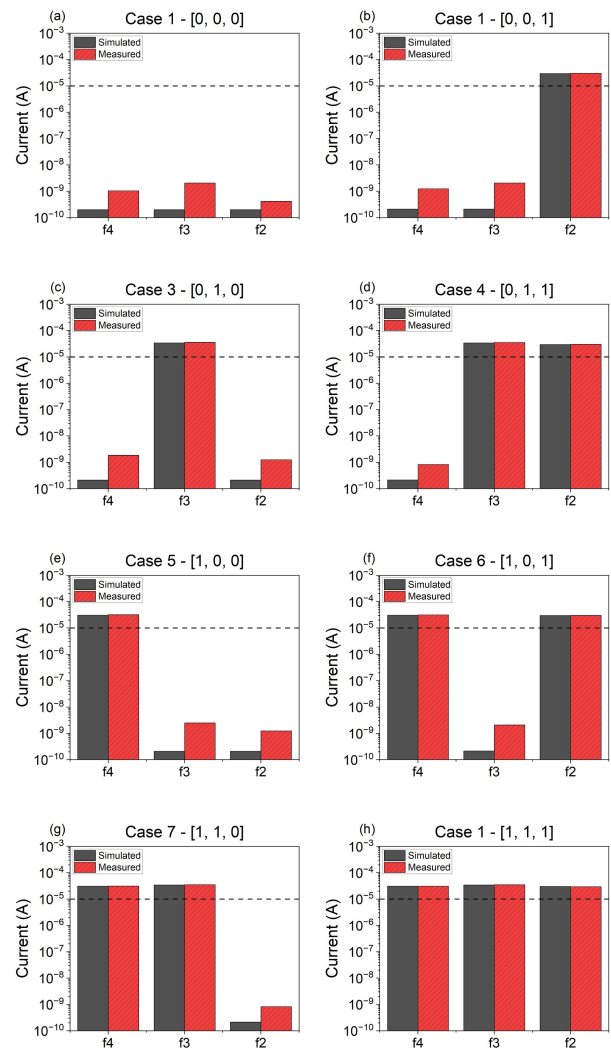 (a) Case 1 - [0, 0, 0]
Simulated
Measured
Current (A)
10⁻³
10⁻⁴
10⁻⁵
10⁻⁶
10⁻⁷
10⁻⁸
10⁻⁹
10⁻¹⁰
f4 f3 f2
(b) Case 1 - [0, 0, 1]
Simulated
Measured
Current (A)
10⁻³
10⁻⁴
10⁻⁵
10⁻⁶
10⁻⁷
10⁻⁸
10⁻⁹
10⁻¹⁰
f4 f3 f2
(c) Case 3 - [0, 1, 0]
Simulated
Measured
Current (A)
10⁻³
10⁻⁴
10⁻⁵
10⁻⁶
10⁻⁷
10⁻⁸
10⁻⁹
10⁻¹⁰
f4 f3 f2
(d) Case 4 - [0, 1, 1]
Simulated
Measured
Current (A)
10⁻³
10⁻⁴
10⁻⁵
10⁻⁶
10⁻⁷
10⁻⁸
10⁻⁹
10⁻¹⁰
f4 f3 f2
(e) Case 5 - [1, 0, 0]
Simulated
Measured
Current (A)
10⁻³
10⁻⁴
10⁻⁵
10⁻⁶
10⁻⁷
10⁻⁸
10⁻⁹
10⁻¹⁰
f4 f3 f2
(f) Case 6 - [1, 0, 1]
Simulated
Measured
Current (A)
10⁻³
10⁻⁴
10⁻⁵
10⁻⁶
10⁻⁷
10⁻⁸
10⁻⁹
10⁻¹⁰
f4 f3 f2
(g) Case 7 - [1, 1, 0]
Simulated
Measured
Current (A)
10⁻³
10⁻⁴
10⁻⁵
10⁻⁶
10⁻⁷
10⁻⁸
10⁻⁹
10⁻¹⁰
f4 f3 f2
(h) Case 1 - [1, 1, 1]
Simulated
Measured
Current (A)
10⁻³
10⁻⁴
10⁻⁵
10⁻⁶
10⁻⁷
10⁻⁸
10⁻⁹
10⁻¹⁰
f4 f3 f2